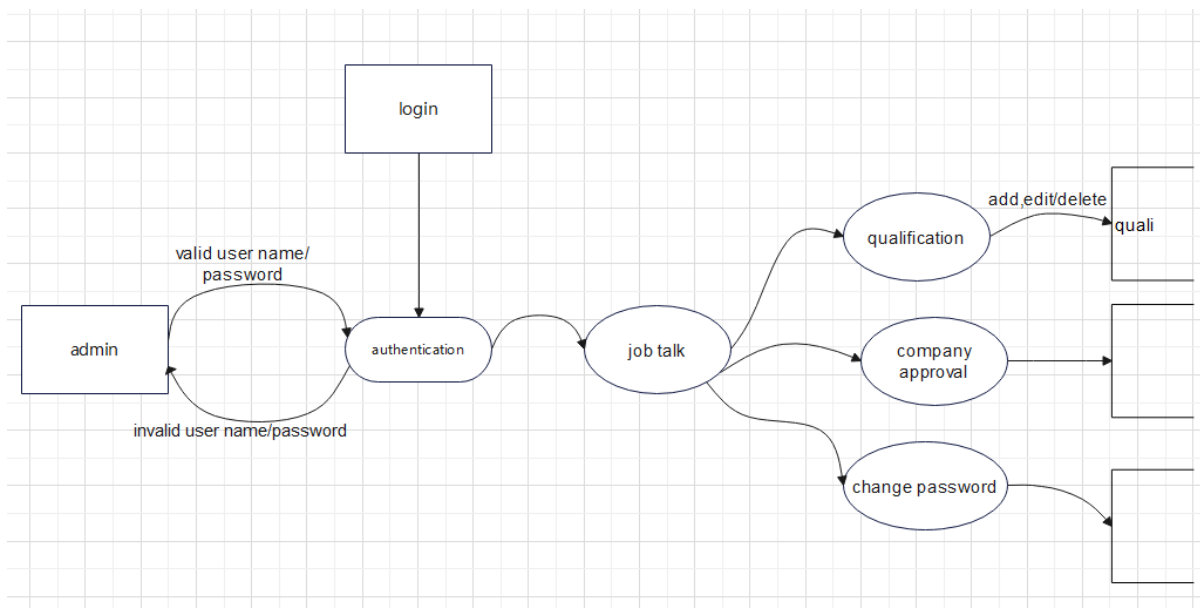 login
add,edit/delete
quali
qualification
valid user name/
password
admin
authentication
job talk
company
approval
invalid user name/password
change password